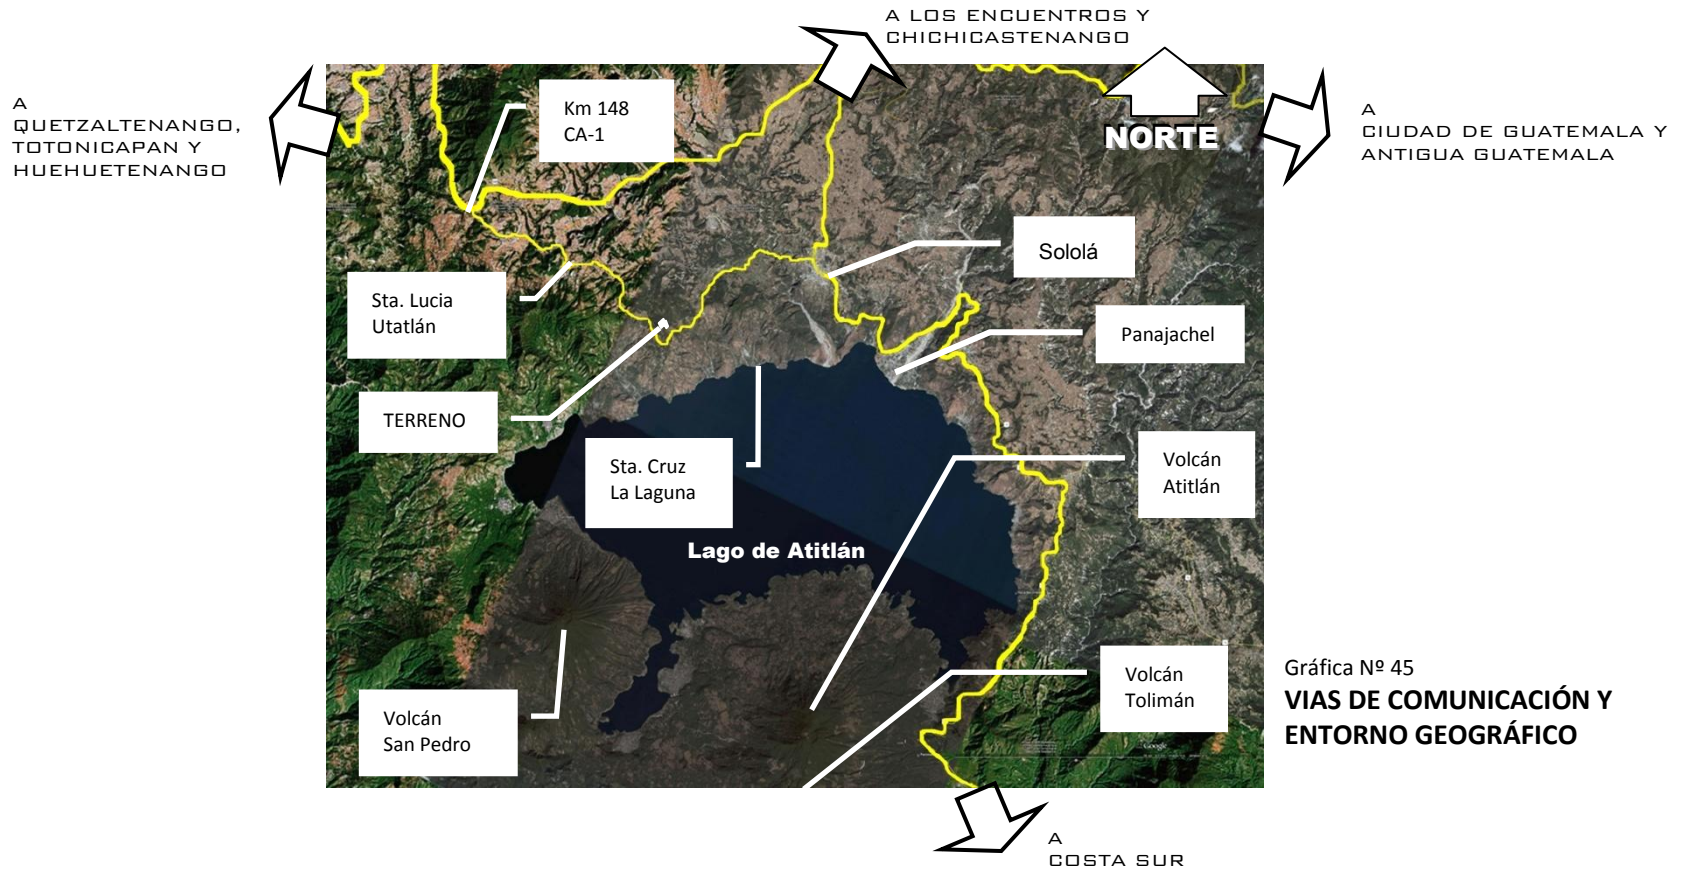 A LOS ENCUENTROS Y
CHICHICASTENANGO
A
QUETZALTENANGO,
TOTONICAPAN Y
HUEHUETENANGO
Km 148
CA-1
NORTE
A
CIUDAD DE GUATEMALA Y
ANTIGUA GUATEMALA
Sololá
Sta. Lucia
Utatlán
Panajachel
TERRENO
Sta. Cruz
La Laguna
Volcán
Atitlán
Lago de Atitlán
Volcán
San Pedro
Volcán
Tolimán
Gráfica Nº 45
VIAS DE COMUNICACIÓN Y
ENTORNO GEOGRÁFICO
Google
A
COSTA SUR